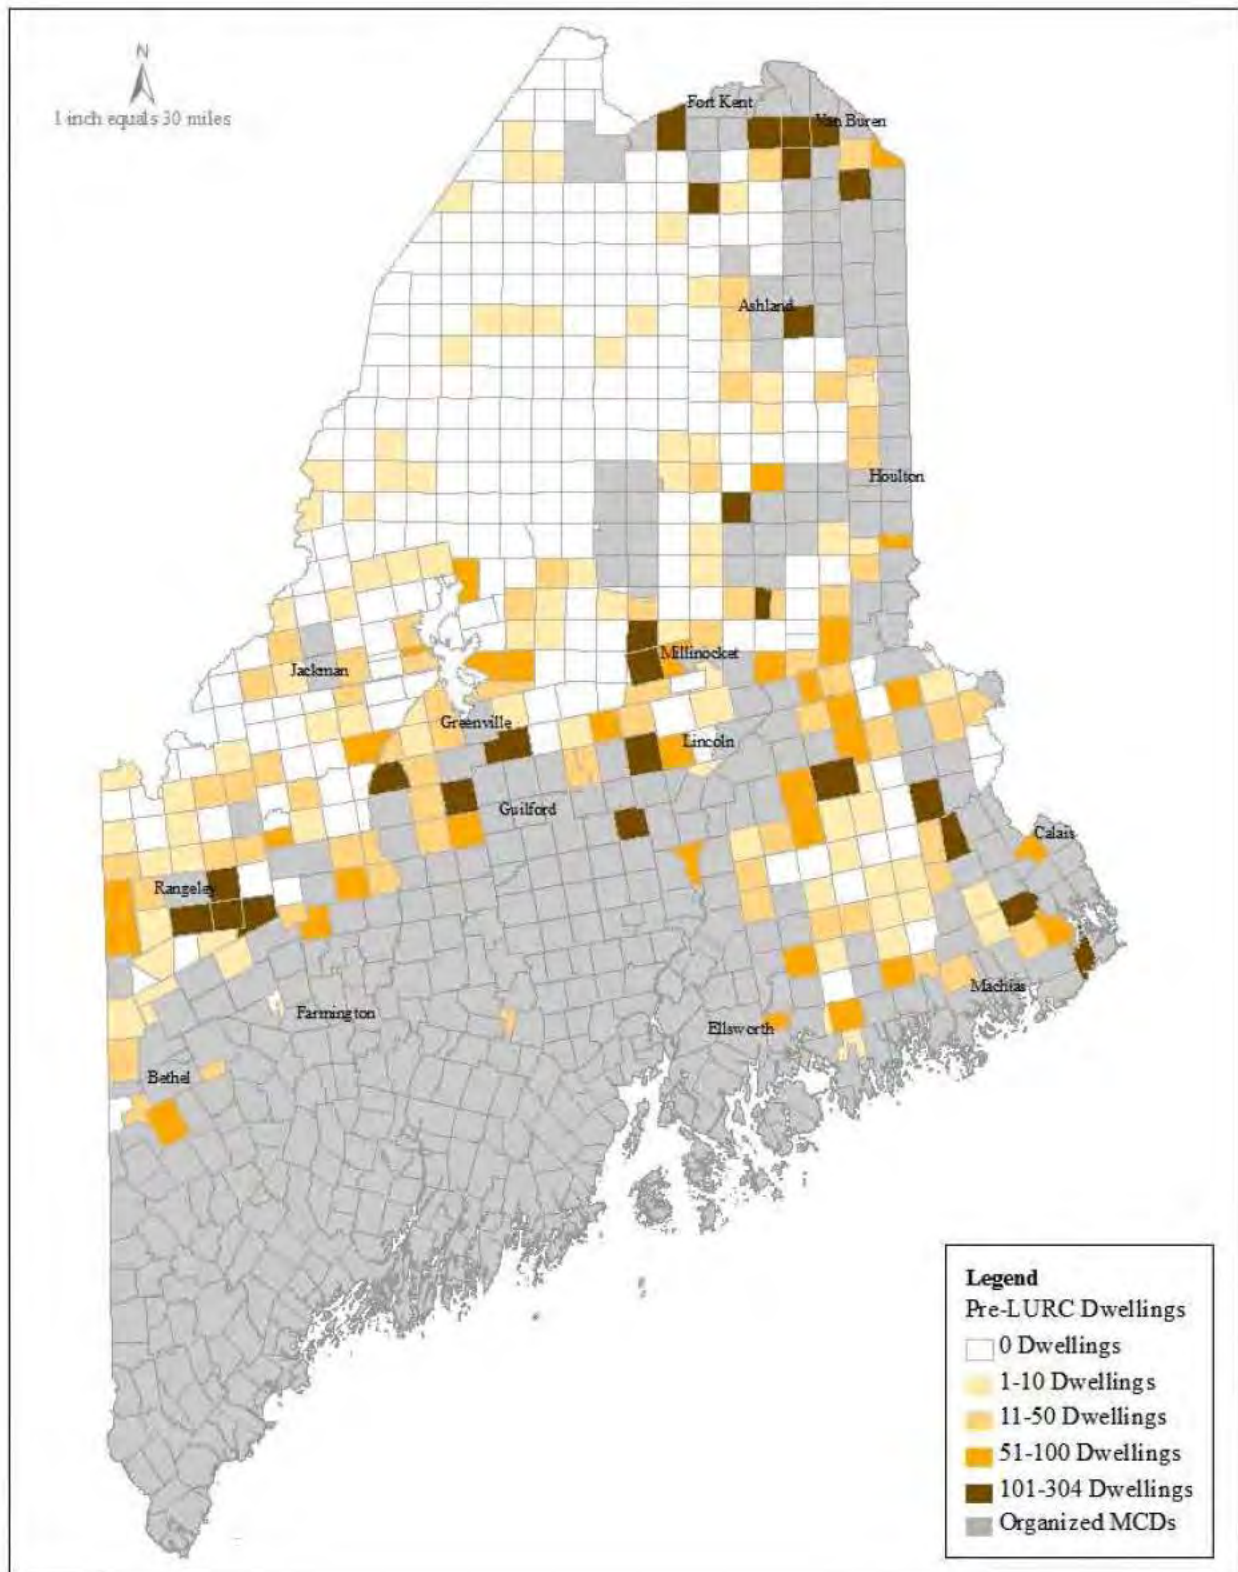 N
1 inch equals 30 miles
Fort Kent
Van Buren
Ashland
Houlton
Jackman
Millinocket
Greenville
Lincoln
Guilford
Calais
Rangeley
Machias
Farmington
Ellsworth
Bethel
Legend
Pre-LURC Dwellings
0 Dwellings
1-10 Dwellings
11-50 Dwellings
51-100 Dwellings
101-304 Dwellings
Organized MCDs